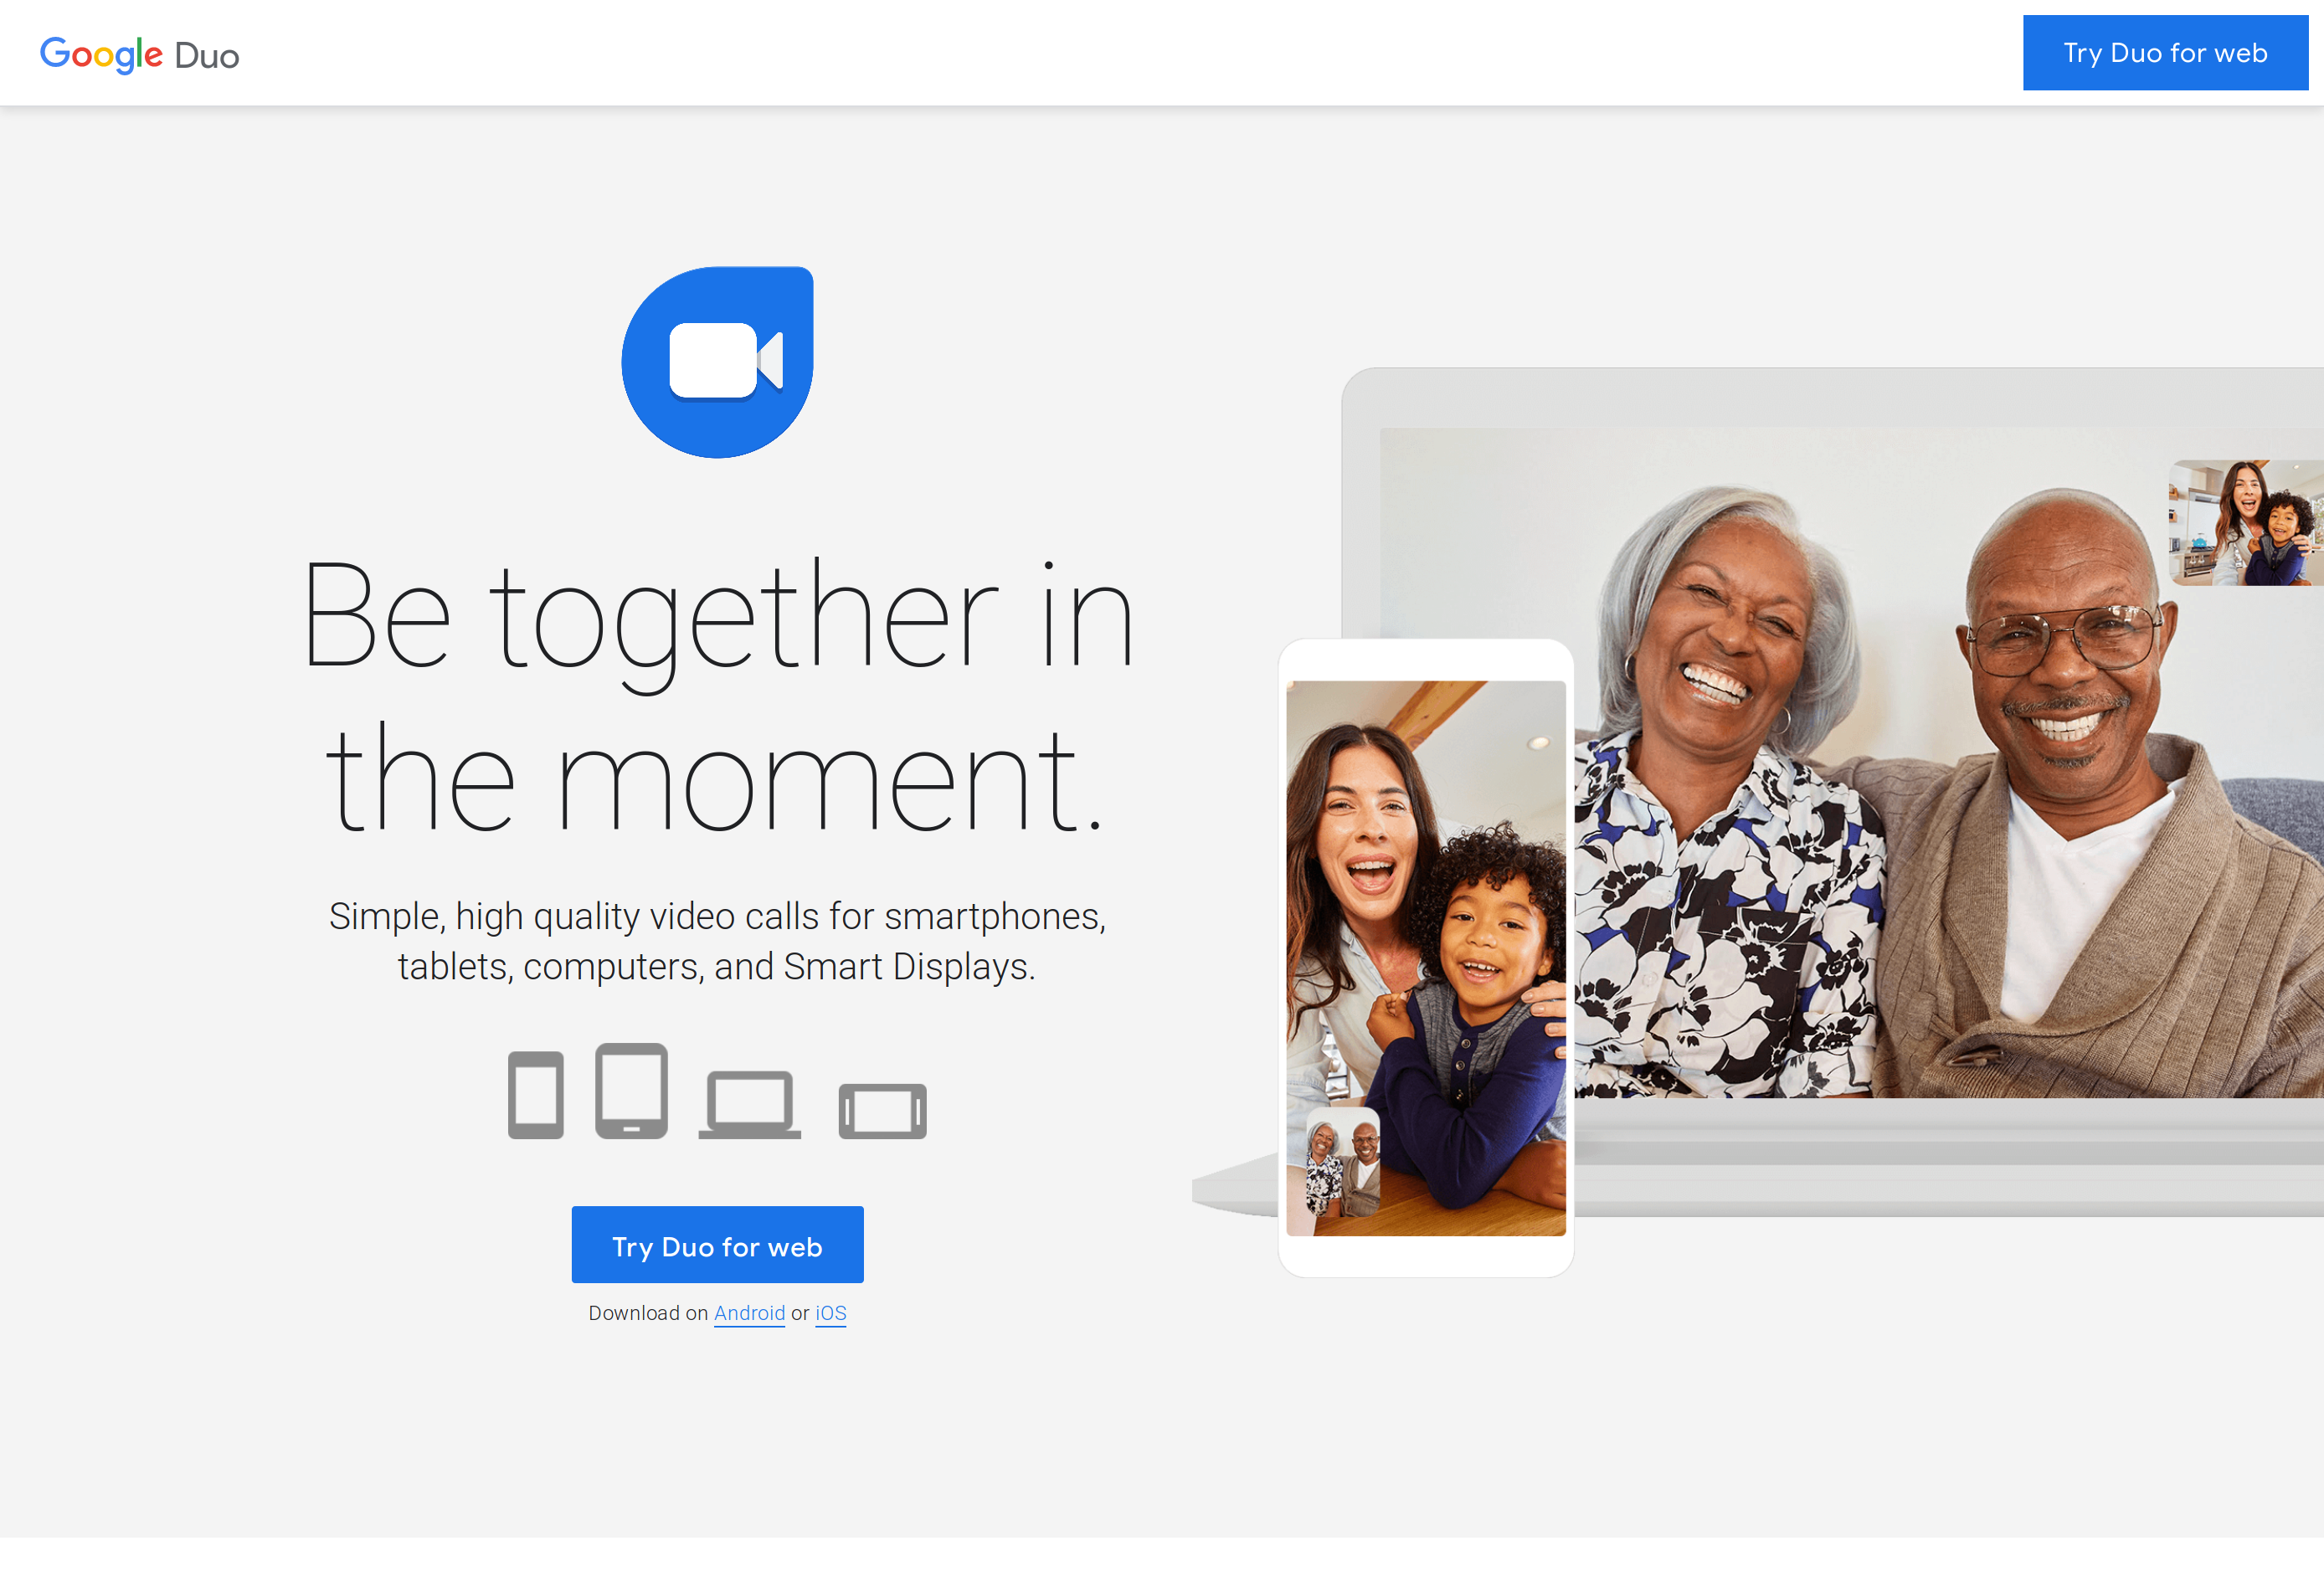 Google Duo
Try Duo for web
Be together in
the moment.
Simple, high quality video calls for smartphones,
tablets, computers, and Smart Displays.
Try Duo for web
Download on Android or iOS